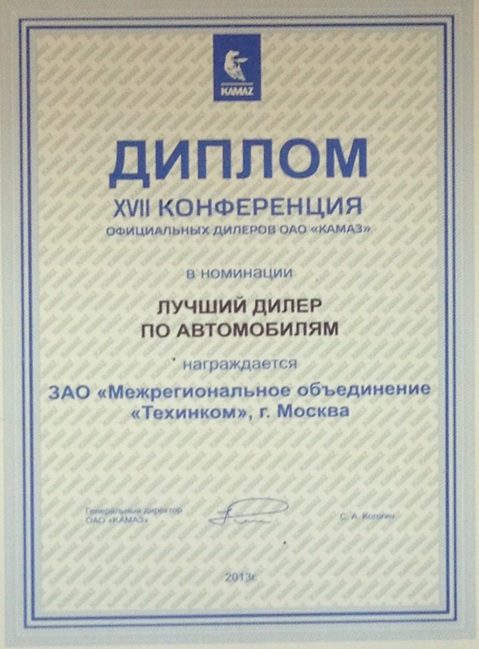 KAMAZ
ДИПЛОМ
XVII КОНФЕРЕНЦИЯ
ОФИЦИАЛЬНЫХ ДИЛЕРОВ ОАО «КАМАЗ»
в номинации
ЛУЧШИЙ ДИЛЕР
ПО АВТОМОБИЛЯМ
награждается
ЗАО «Межрегиональное объединение
«Техинком», г. Москва
Генеральный директор
ОАО «КАМАЗ»
С. А. Когогин
2013г.